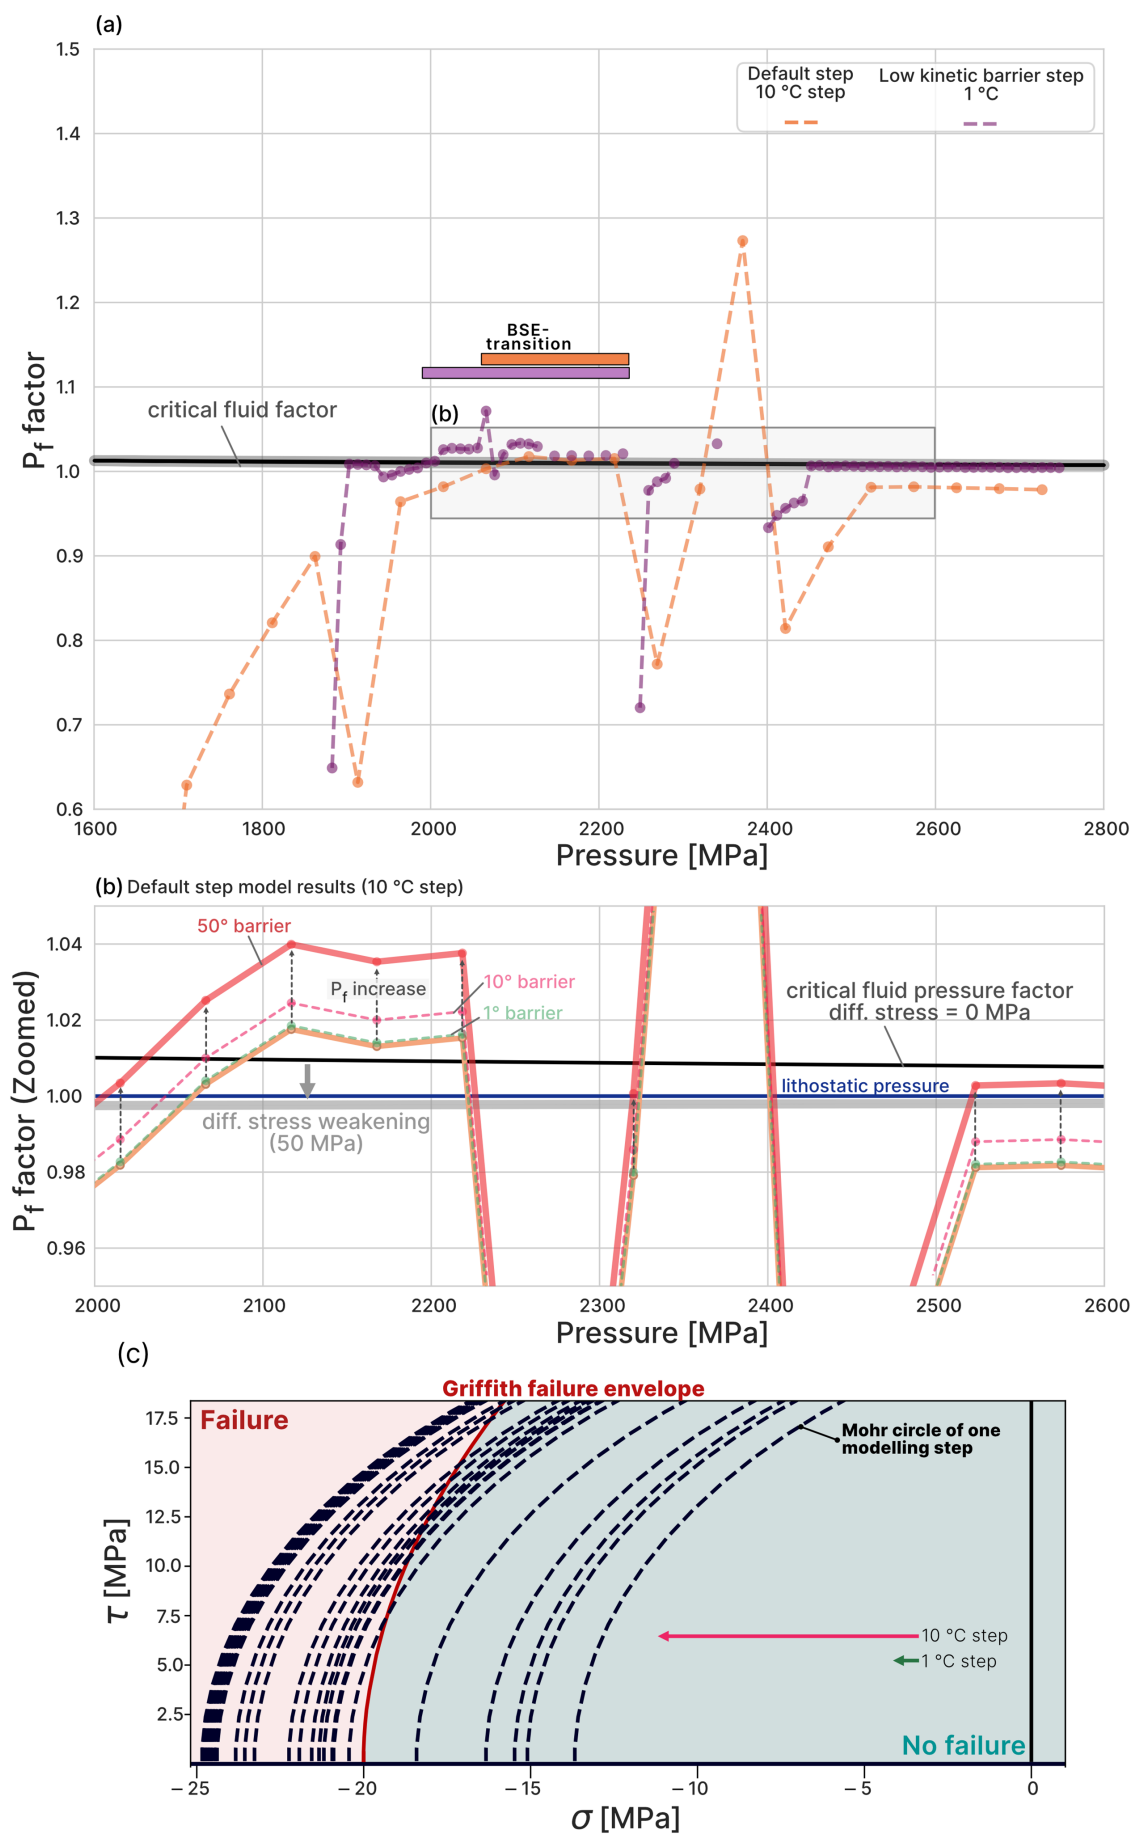 (a)
1.5
1.4
1.3
1.2
1.1
1.0
0.9
0.8
0.7
0.6
P_f factor
Default step
10 °C step
Low kinetic barrier step
1 °C
BSE-
transition
critical fluid factor
(b)
1600
1800
2000
2200
2400
2600
2800
Pressure [MPa]
(b) Default step model results (10 °C step)
1.04
1.02
1.00
0.98
0.96
P_f factor (Zoomed)
50° barrier
P_f increase
10° barrier
1° barrier
critical fluid pressure factor
diff. stress = 0 MPa
lithostatic pressure
diff. stress weakening
(50 MPa)
2000
2100
2200
2300
2400
2500
2600
Pressure [MPa]
(c)
Griffith failure envelope
Failure
Mohr circle of one
modelling step
17.5
15.0
12.5
10.0
7.5
5.0
2.5
τ [MPa]
10 °C step
1 °C step
No failure
−25
−20
−15
−10
−5
0
σ [MPa]